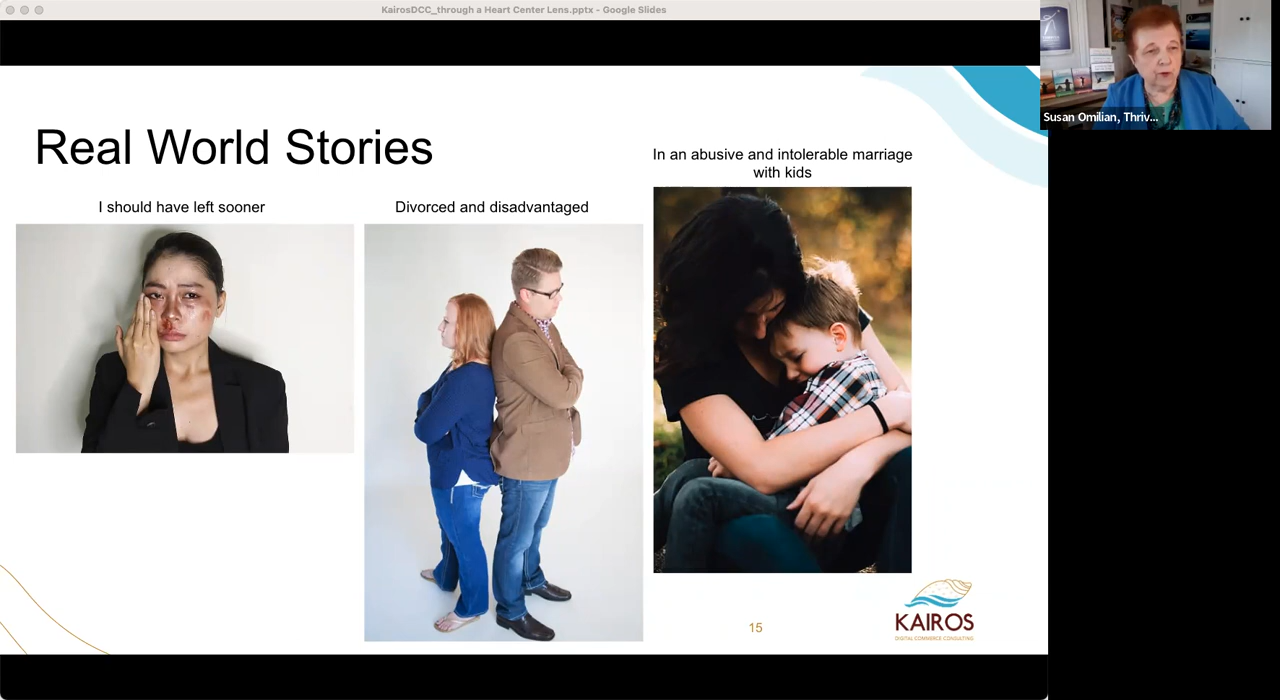 KairosDCC_through a Heart Center Lens.pptx - Google Slides
Susan Omilian, Thriv...
Real World Stories
I should have left sooner
Divorced and disadvantaged
In an abusive and intolerable marriage
with kids
15
KAIROS
DIGITAL COMMERCE CONSULTING